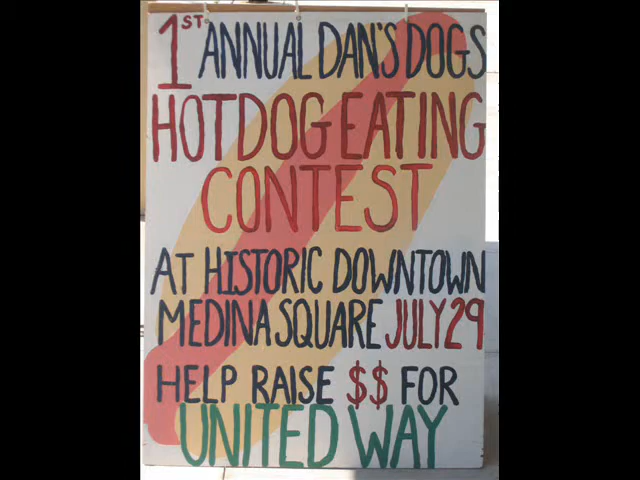 1ST ANNUAL DAN'S DOGS
HOTDOG EATING
CONTEST
AT HISTORIC DOWNTOWN
MEDINA SQUARE JULY 29
HELP RAISE $$ FOR
UNITED WAY